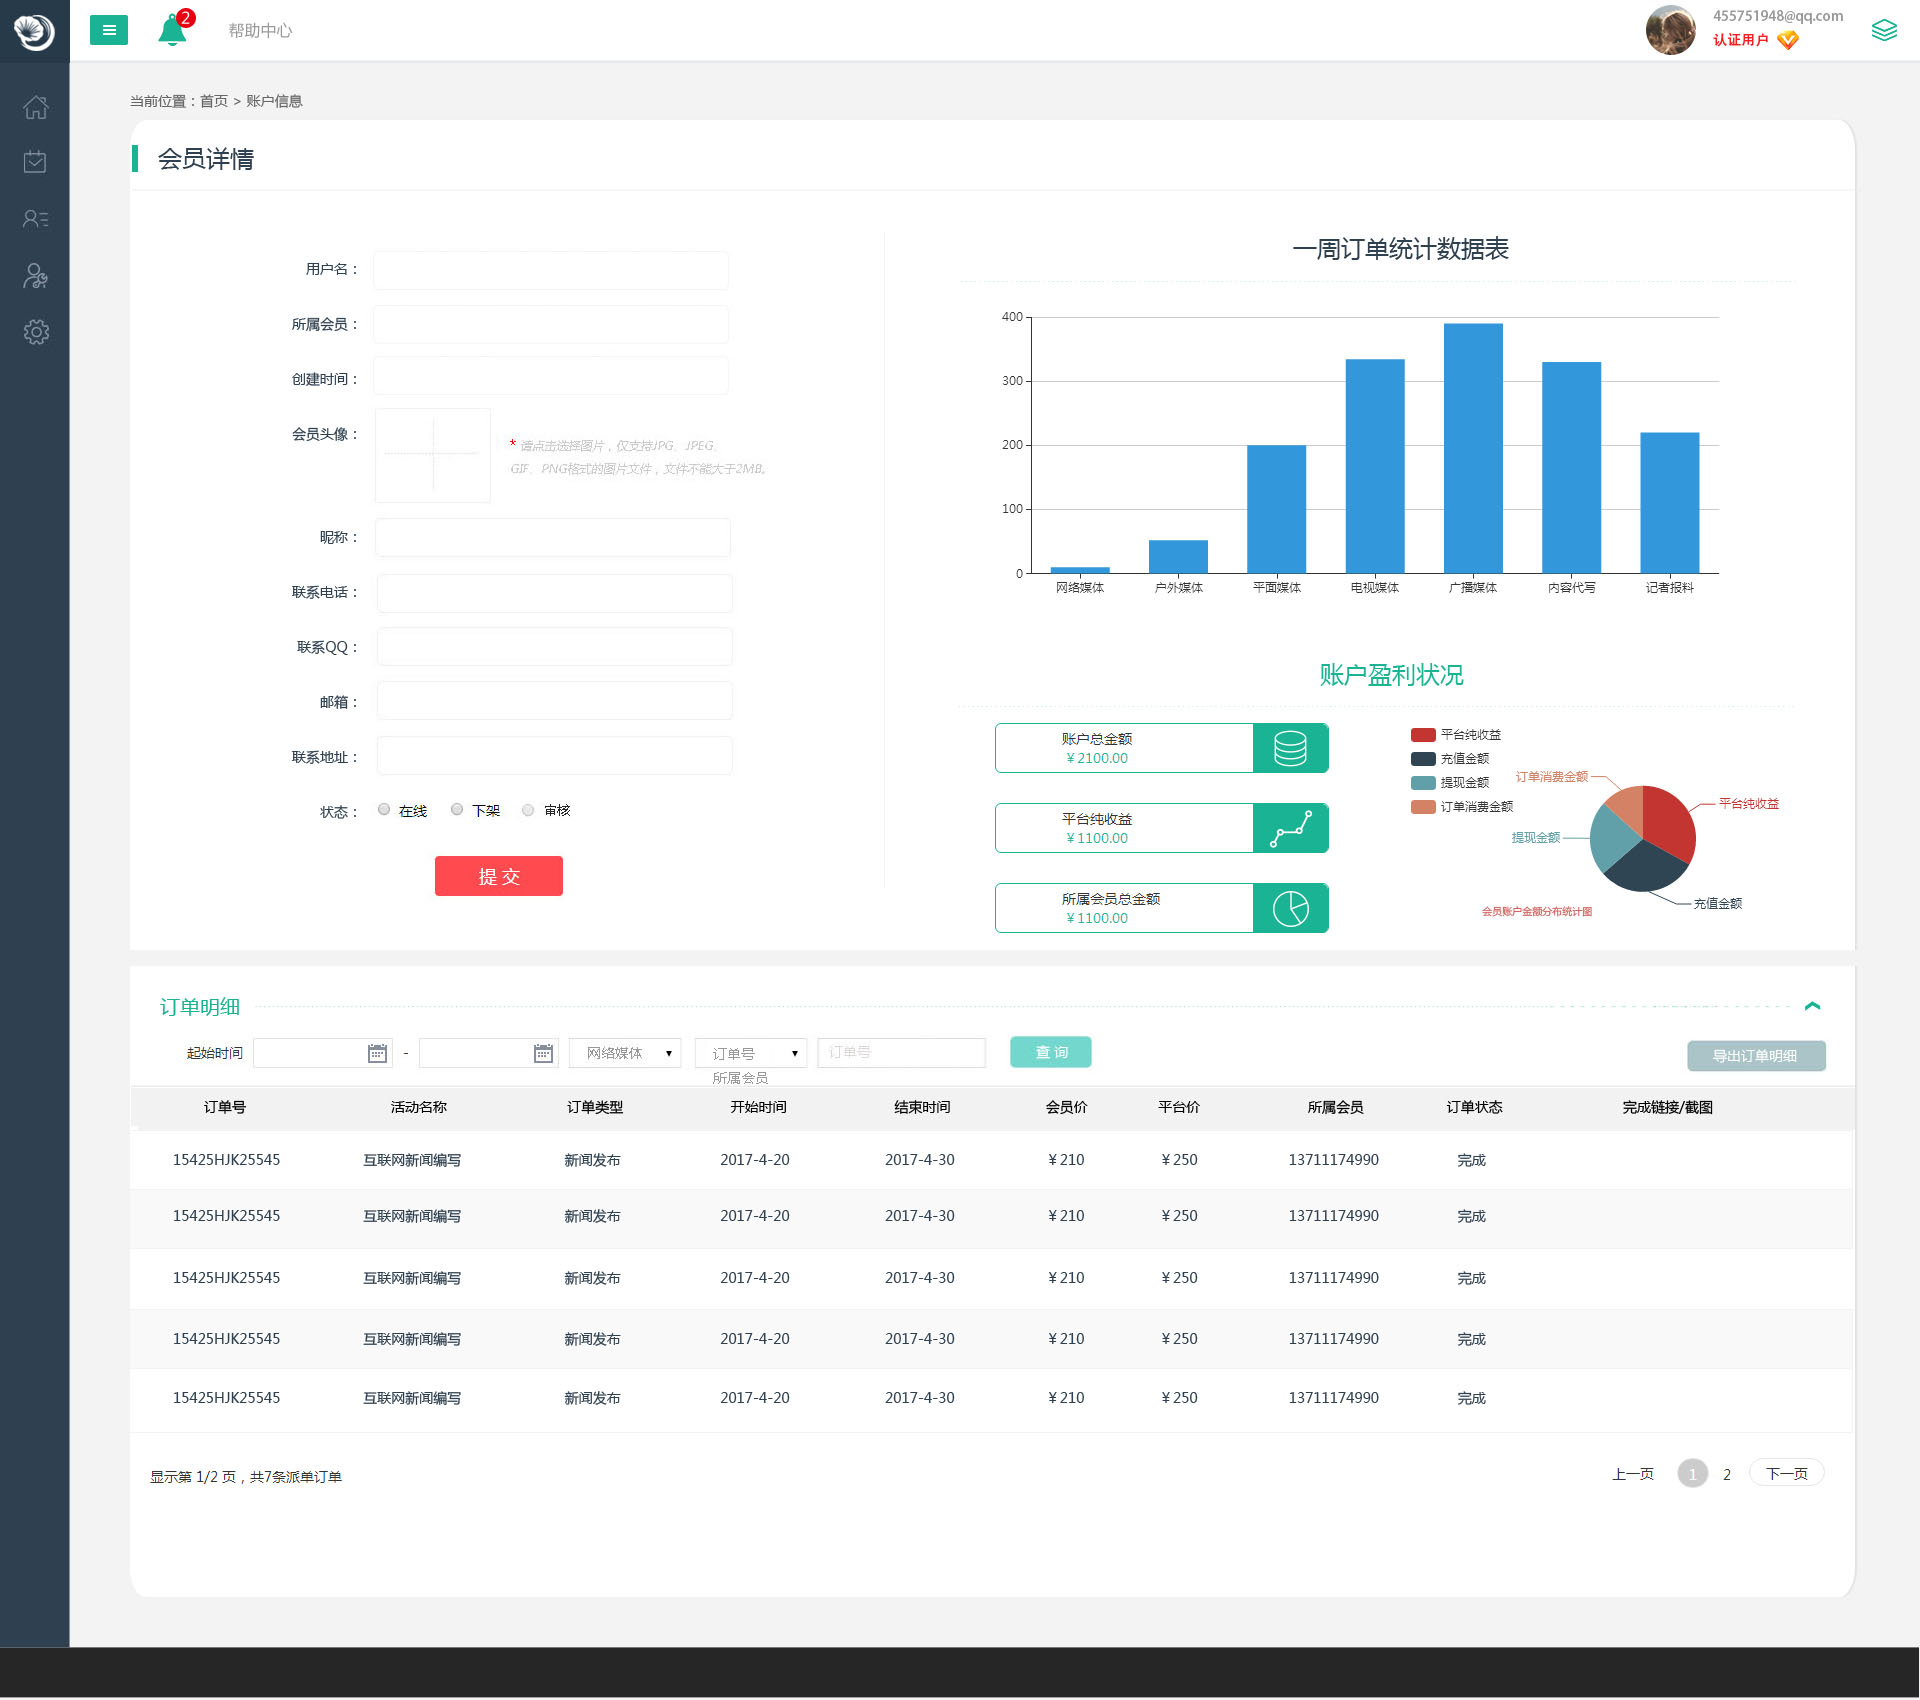 2
帮助中心
455751948@qq.com
认证用户
当前位置：首页 > 账户信息
会员详情
用户名：
所属会员：
创建时间：
会员头像：
* 请点击选择图片，仅支持JPG、JPEG、
GIF、PNG格式的图片文件，文件不能大于2MB。
昵称：
联系电话：
联系QQ：
邮箱：
联系地址：
状态：
在线
下架
审核
提 交
一周订单统计数据表
400
300
200
100
0
网络媒体
户外媒体
平面媒体
电视媒体
广播媒体
内容代写
记者报料
账户盈利状况
账户总金额
￥2100.00
平台纯收益
￥1100.00
所属会员总金额
￥1100.00
平台纯收益
充值金额
提现金额
订单消费金额
订单消费金额
平台纯收益
提现金额
充值金额
会员账户金额分布统计图
订单明细
起始时间
-
网络媒体
订单号
订单号
查 询
导出订单明细
所属会员
订单号 活动名称 订单类型 开始时间 结束时间 会员价 平台价 所属会员 订单状态 完成链接/截图
15425HJK25545 互联网新闻编写 新闻发布 2017-4-20 2017-4-30 ￥210 ￥250 13711174990 完成
15425HJK25545 互联网新闻编写 新闻发布 2017-4-20 2017-4-30 ￥210 ￥250 13711174990 完成
15425HJK25545 互联网新闻编写 新闻发布 2017-4-20 2017-4-30 ￥210 ￥250 13711174990 完成
15425HJK25545 互联网新闻编写 新闻发布 2017-4-20 2017-4-30 ￥210 ￥250 13711174990 完成
15425HJK25545 互联网新闻编写 新闻发布 2017-4-20 2017-4-30 ￥210 ￥250 13711174990 完成
显示第 1/2 页，共7条派单订单
上一页 1 2 下一页